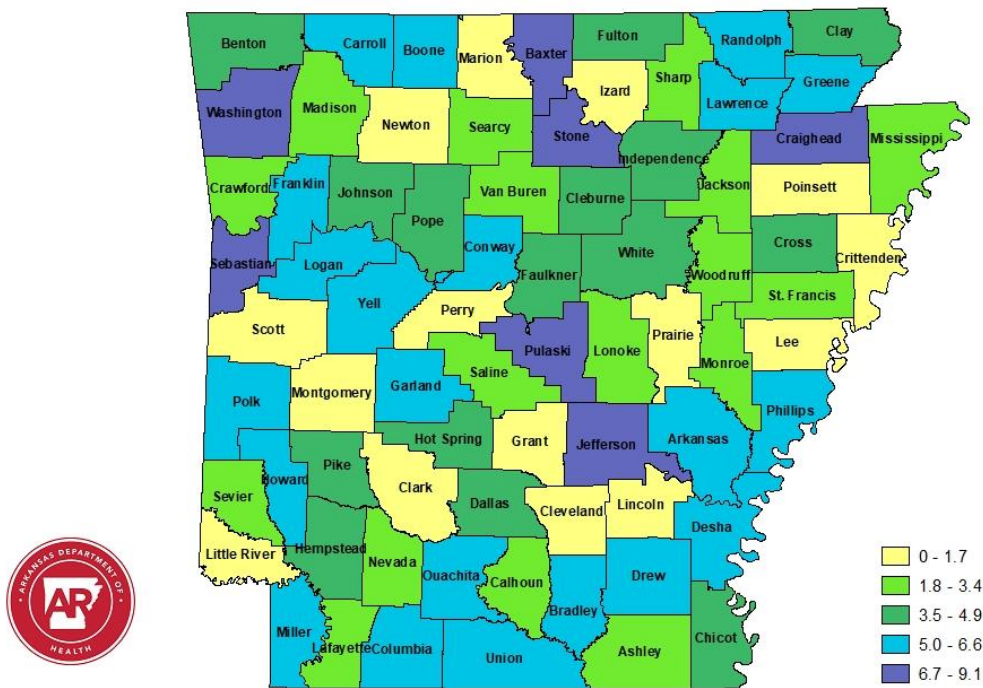 Benton
Carroll
Boone
Marion
Baxter
Fulton
Randolph
Clay
Washington
Madison
Newton
Searcy
Stone
Izard
Sharp
Lawrence
Greene
Craighead
Mississippi
Crawford
Franklin
Johnson
Pope
Van Buren
Cleburne
Independence
Jackson
Poinsett
Sebastian
Logan
Conway
Faulkner
White
Woodruff
Cross
Crittenden
Scott
Yell
Perry
Pulaski
Lonoke
Prairie
Monroe
St. Francis
Lee
Polk
Montgomery
Garland
Saline
Hot Spring
Grant
Jefferson
Arkansas
Phillips
Howard
Pike
Clark
Dallas
Cleveland
Lincoln
Desha
Sevier
Little River
Hempstead
Nevada
Ouachita
Calhoun
Bradley
Drew
Miller
Lafayette
Columbia
Union
Ashley
Chicot
ARKANSAS DEPARTMENT OF
AR
HEALTH
0 - 1.7
1.8 - 3.4
3.5 - 4.9
5.0 - 6.6
6.7 - 9.1